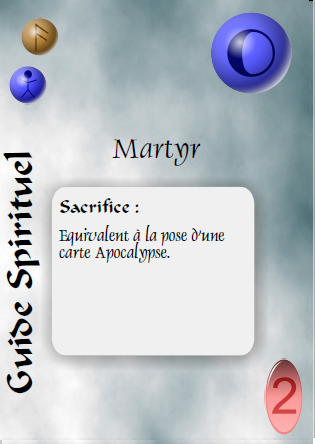 Martyr
Guide Spirituel
Sacrifice :
Equivalent à la pose d'une
carte Apocalypse.
2